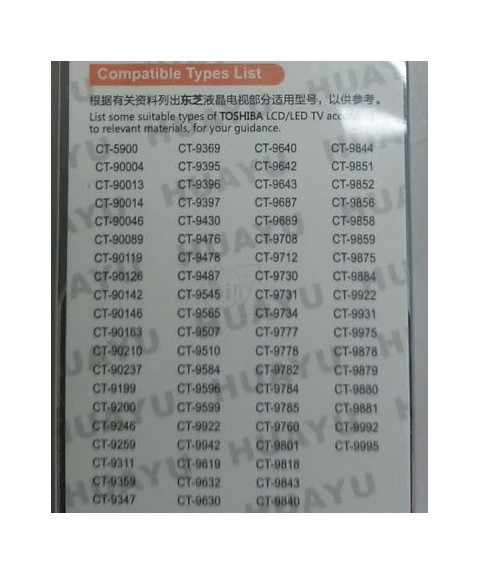 Compatible Types List
根据有关资料列出东芝液晶电视部分适用型号，以供参考。
List some suitable types of TOSHIBA LCD/LED TV
to relevant materials, for your guidance.
CT-5900 CT-9369 CT-9640 CT-9844
CT-90004 CT-9395 CT-9642 CT-9851
CT-90013 CT-9396 CT-9643 CT-9852
CT-90014 CT-9397 CT-9687 CT-9856
CT-90046 CT-9430 CT-9689 CT-9858
CT-90089 CT-9476 CT-9708 CT-9859
CT-90119 CT-9478 CT-9712 CT-9875
CT-90126 CT-9487 CT-9730 CT-9884
CT-90142 CT-9545 CT-9731 CT-9922
CT-90146 CT-9565 CT-9734 CT-9931
CT-90163 CT-9507 CT-9777 CT-9975
CT-90210 CT-9510 CT-9778 CT-9878
CT-90237 CT-9584 CT-9782 CT-9879
CT-9199 CT-9596 CT-9784 CT-9880
CT-9200 CT-9599 CT-9785 CT-9881
CT-9246 CT-9922 CT-9760 CT-9992
CT-9259 CT-9942 CT-9801 CT-9995
CT-9311 CT-9619 CT-9818
CT-9359 CT-9632 CT-9843
CT-9347 CT-9630 CT-9840